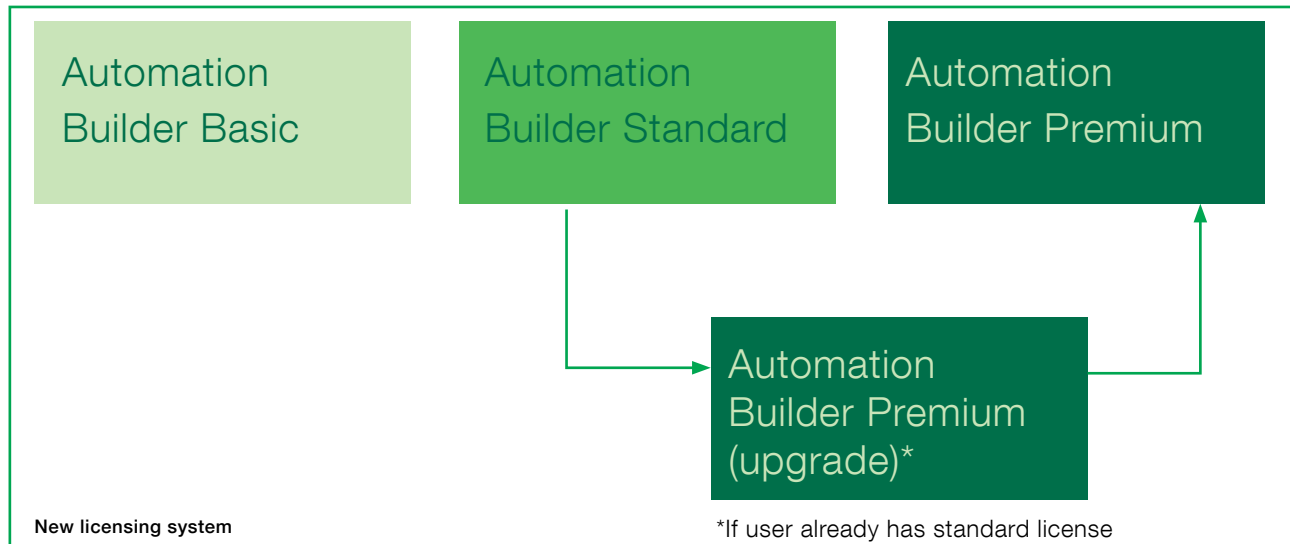 Automation
Builder Basic
Automation
Builder Standard
Automation
Builder Premium
Automation
Builder Premium
(upgrade)*
New licensing system
*If user already has standard license